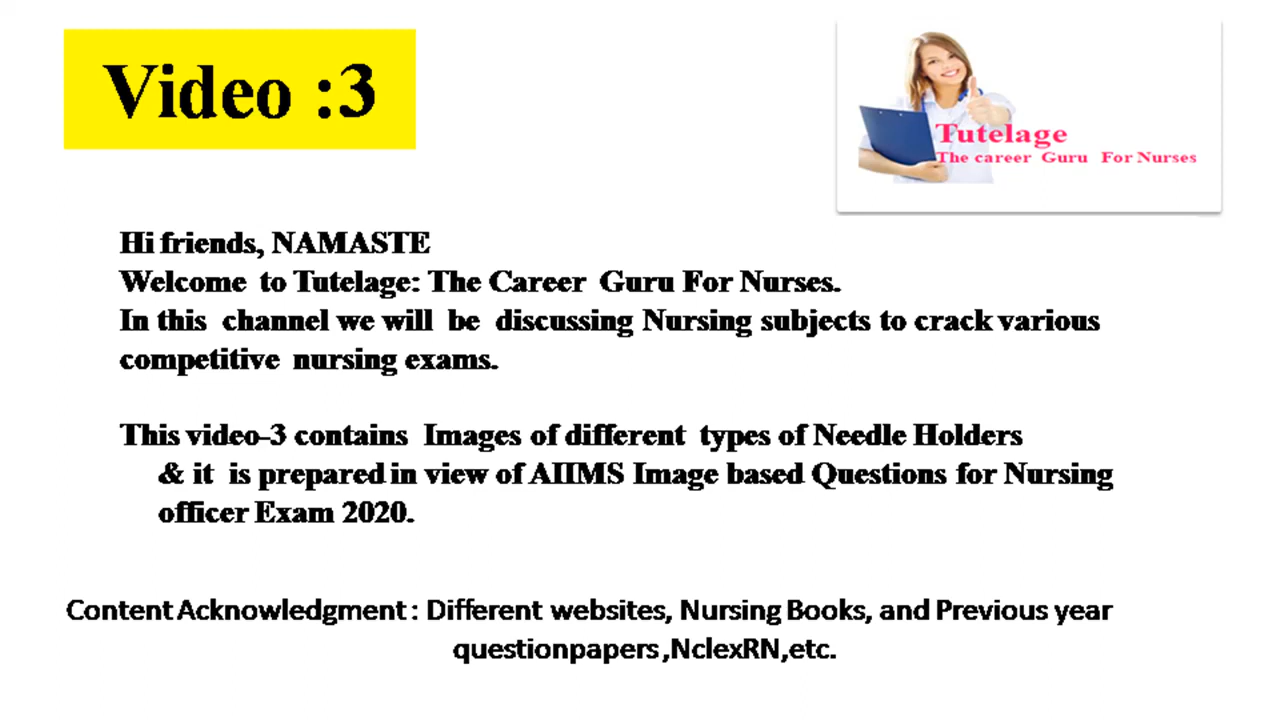 Video :3
Tutelage
The career Guru For Nurses
Hi friends, NAMASTE
Welcome to Tutelage: The Career Guru For Nurses.
In this channel we will be discussing Nursing subjects to crack various
competitive nursing exams.
This video-3 contains Images of different types of Needle Holders
& it is prepared in view of AIIMS Image based Questions for Nursing
officer Exam 2020.
Content Acknowledgment : Different websites, Nursing Books, and Previous year
questionpapers ,NclexRN,etc.